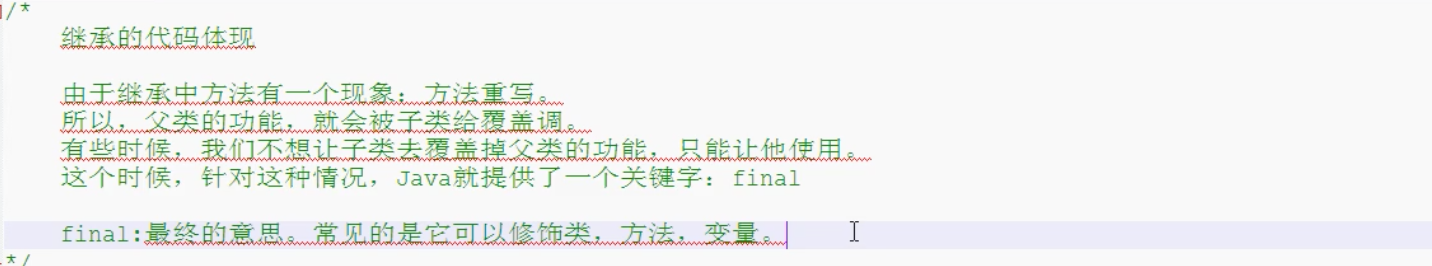 /*
继承的代码体现
由于继承中方法有一个现象：方法重写。
所以，父类的功能，就会被子类给覆盖调。
有些时候，我们不想让子类去覆盖掉父类的功能，只能让他使用。
这个时候，针对这种情况，Java就提供了一个关键字：final
final:最终的意思。常见的是它可以修饰类，方法，变量。
*/